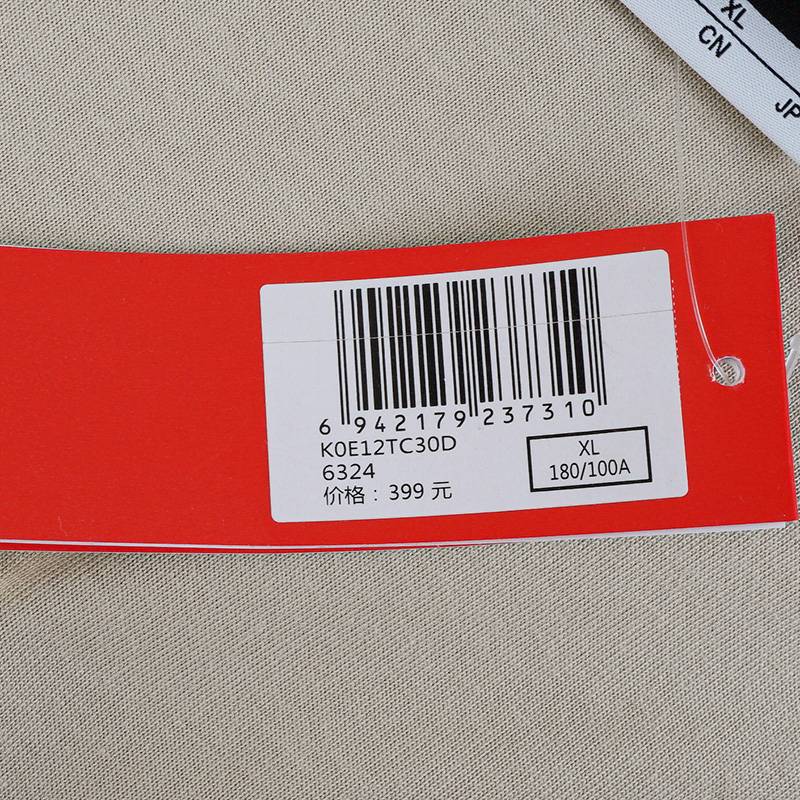 XL
CN
JP
6 942179 237310
K0E12TC30D
6324
价格：399 元
XL
180/100A